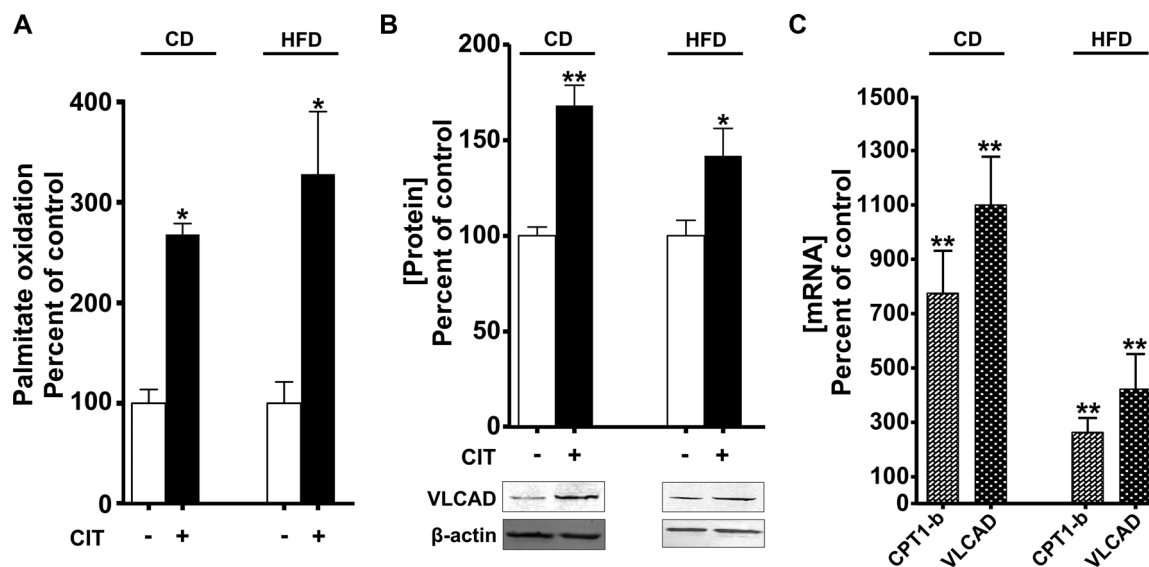 A
CD HFD
Palmitate oxidation
Percent of control
400
300
200
100
0
* *
CIT - + - +
B
CD HFD
[Protein]
Percent of control
200
150
100
50
0
** *
CIT - + - +
VLCAD
β-actin
C
CD HFD
[mRNA]
Percent of control
1500
1300
1100
900
700
500
300
100
0
** ** ** **
CPT1-b VLCAD CPT1-b VLCAD